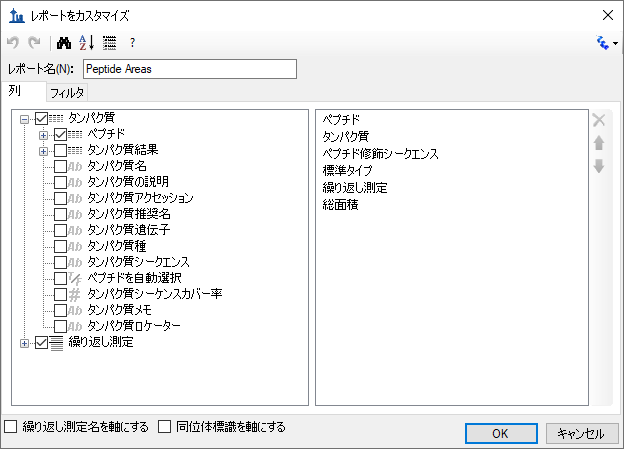 レポートをカスタマイズ
A
Z
?
レポート名(N): Peptide Areas
列 フィルタ
タンパク質
ペプチド
タンパク質結果
Ab タンパク質名
Ab タンパク質の説明
Ab タンパク質アクセッション
Ab タンパク質推奨名
Ab タンパク質遺伝子
Ab タンパク質種
Ab タンパク質シークエンス
T/F ペプチドを自動選択
# タンパク質シーケンスカバー率
Ab タンパク質メモ
Ab タンパク質ロケーター
繰り返し測定
ペプチド
タンパク質
ペプチド修飾シークエンス
標準タイプ
繰り返し測定
総面積
繰り返し測定名を軸にする 同位体標識を軸にする
OK キャンセル